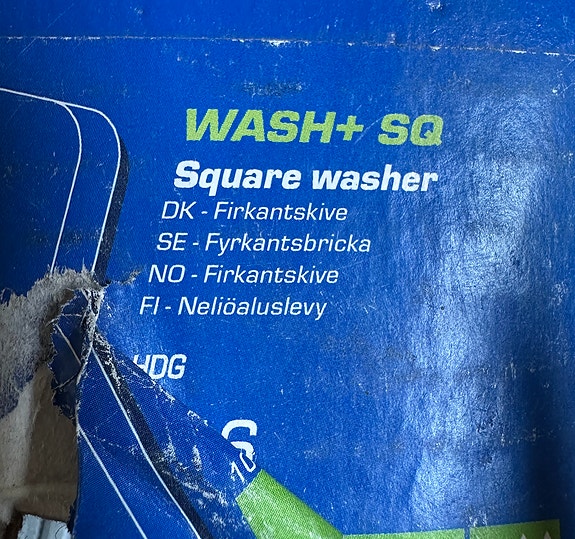 WASH+ SQ
Square washer
DK - Firkantskive
SE - Fyrkantsbricka
NO - Firkantskive
FI - Neliöaluslevy
HDG